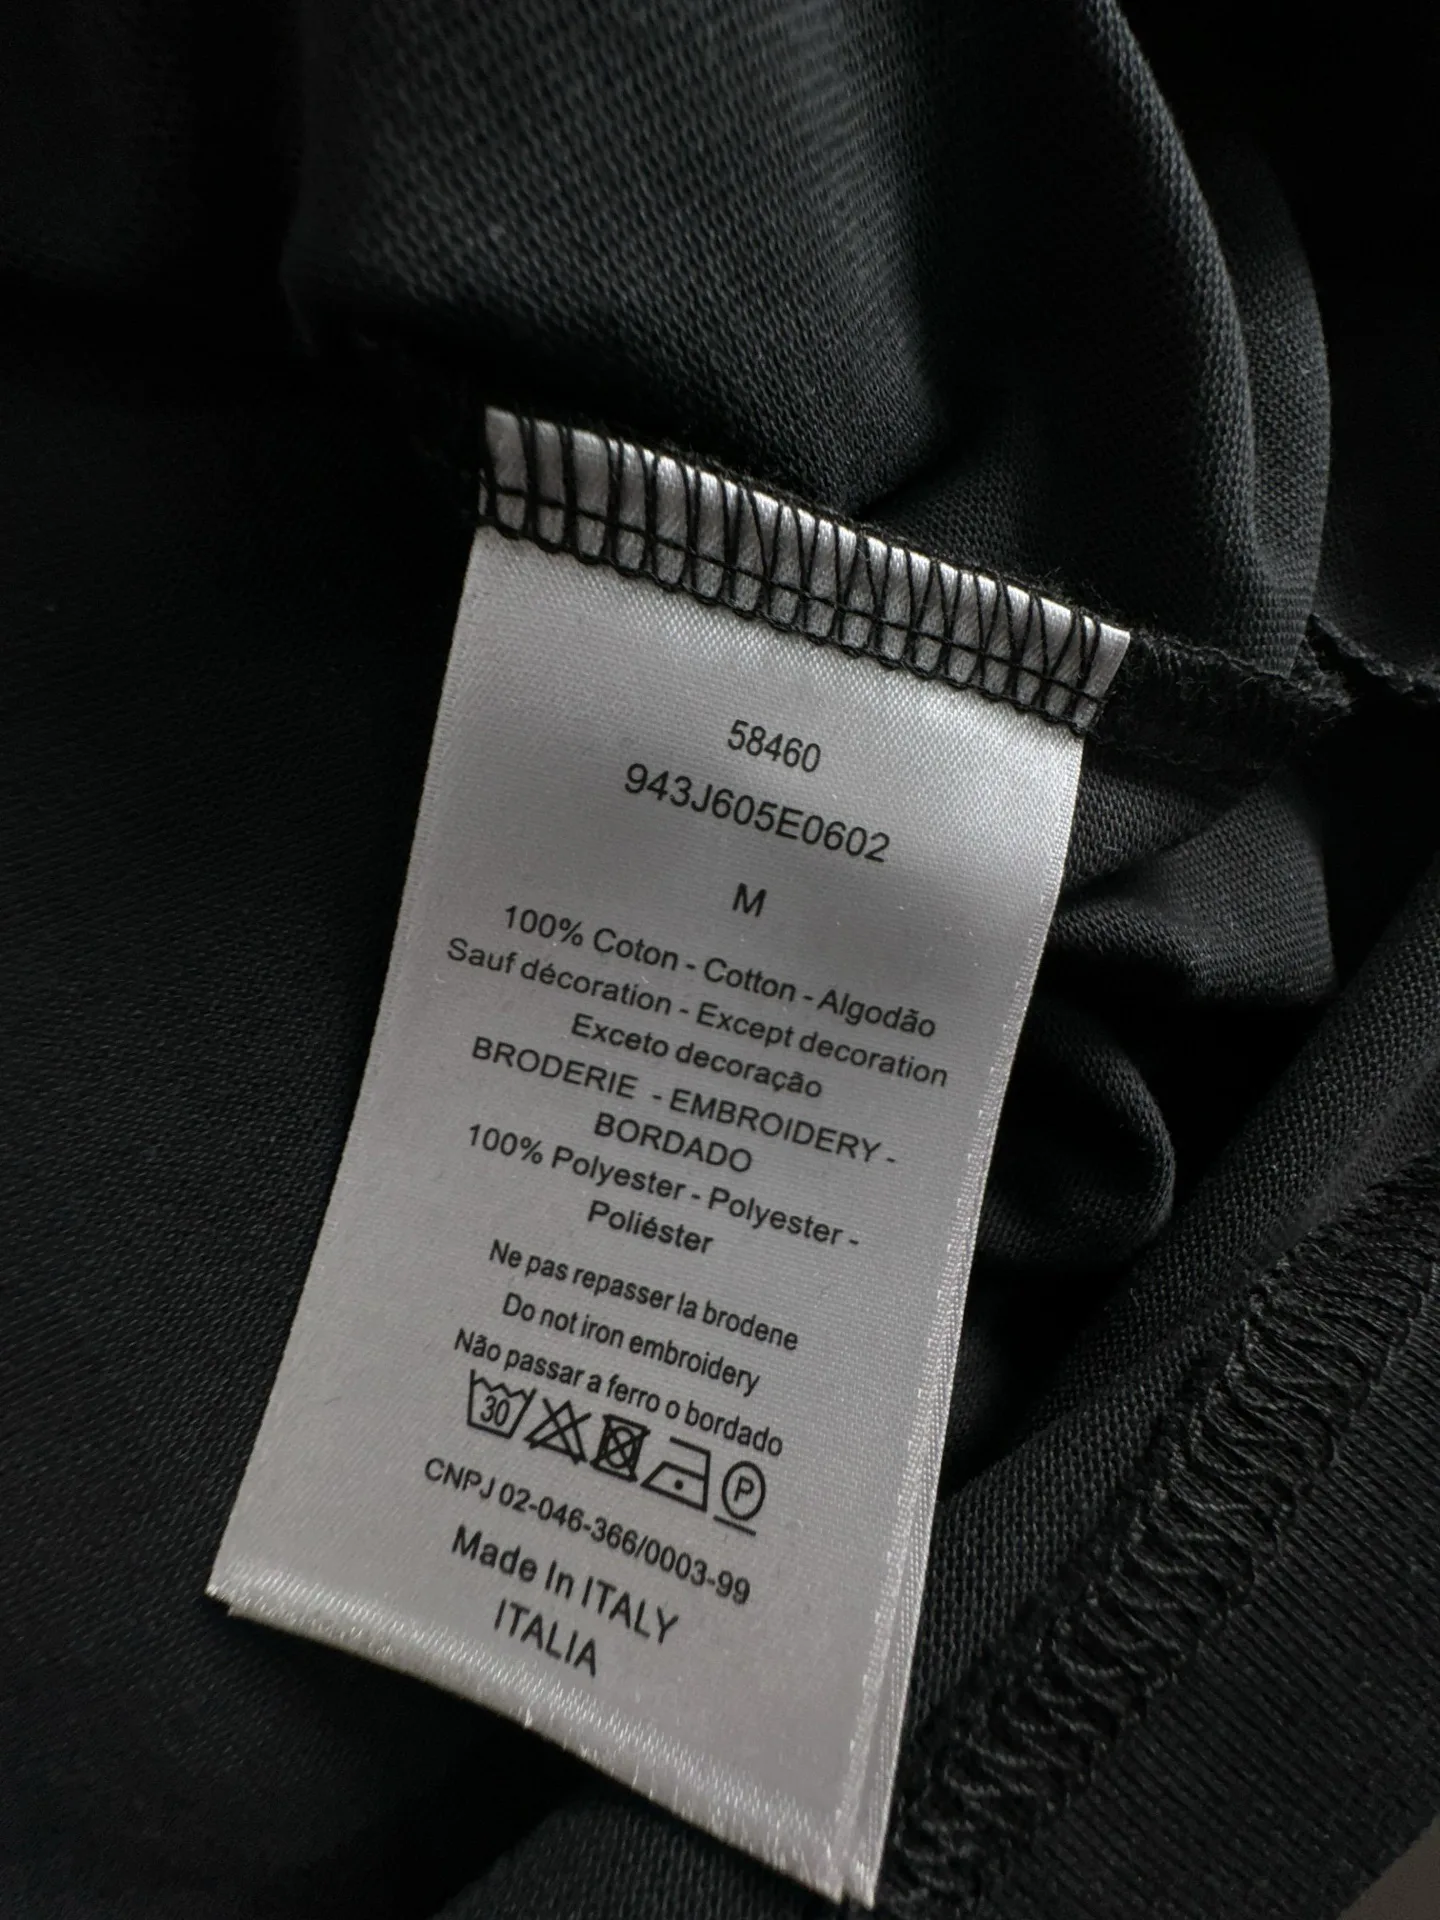 58460
943J605E0602
M
100% Coton - Cotton - Algodão
Sauf décoration - Except decoration
Exceto decoração
BRODERIE - EMBROIDERY -
BORDADO
100% Polyester - Polyester -
Poliéster
Ne pas repasser la brodene
Do not iron embroidery
Não passar a ferro o bordado
30 P
CNPJ 02-046-366/0003-99
Made In ITALY
ITALIA